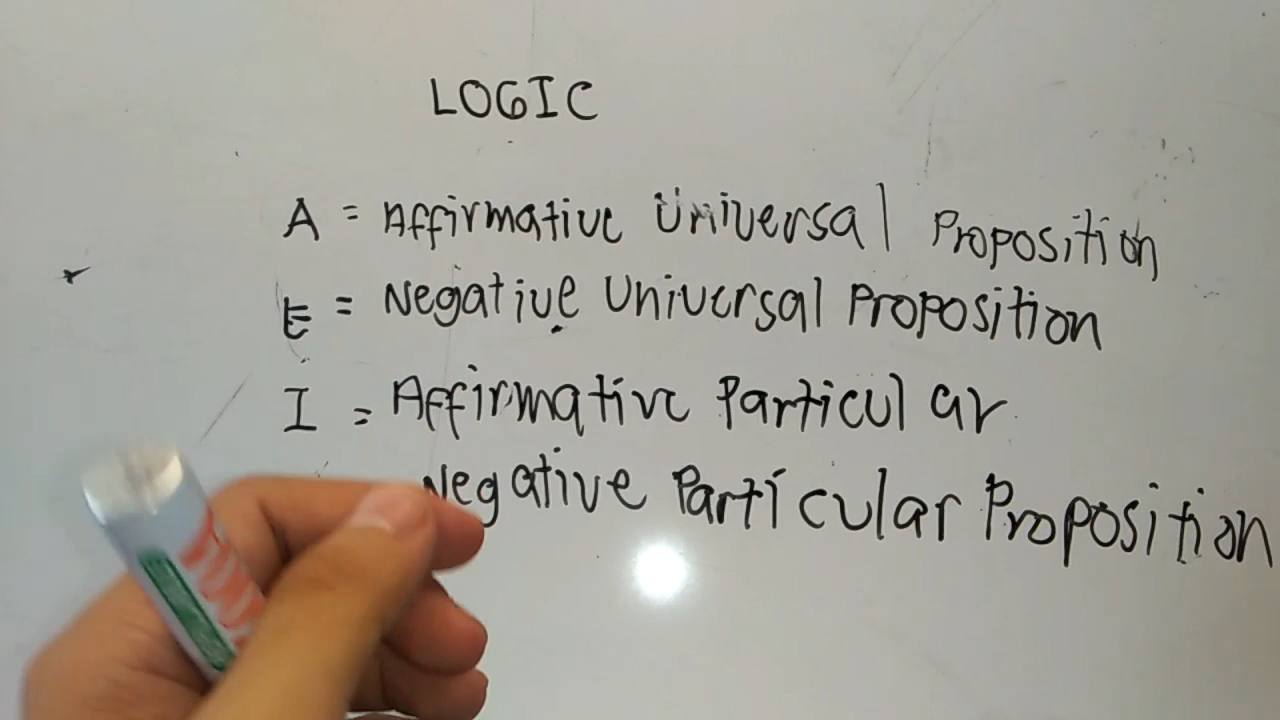 LOGIC
A = Affirmative Universal Proposition
E = Negative Universal Proposition
I = Affirmative Particular
Negative Particular Proposition